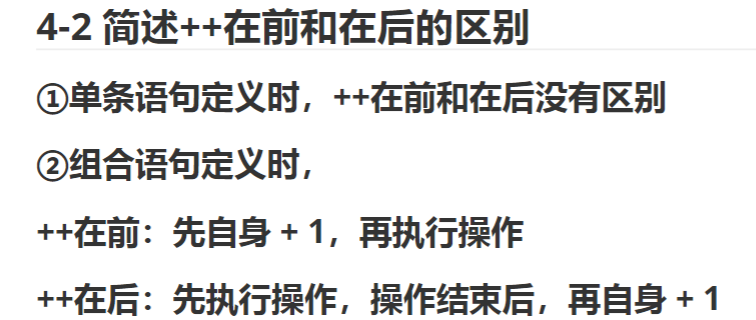 4-2 简述++在前和在后的区别
①单条语句定义时，++在前和在后没有区别
②组合语句定义时，
++在前：先自身 + 1，再执行操作
++在后：先执行操作，操作结束后，再自身 + 1